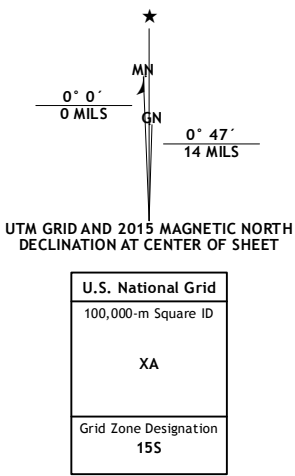 ★
MN
GN
0° 0´
0 MILS
0° 47´
14 MILS
UTM GRID AND 2015 MAGNETIC NORTH
DECLINATION AT CENTER OF SHEET
U.S. National Grid
100,000-m Square ID
XA
Grid Zone Designation
15S